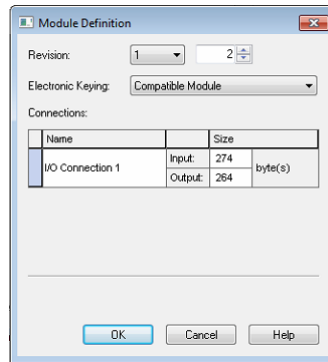 Module Definition
Revision: 1 2
Electronic Keying: Compatible Module
Connections:
Name Size
I/O Connection 1 Input: 274 byte(s)
Output: 264
OK Cancel Help